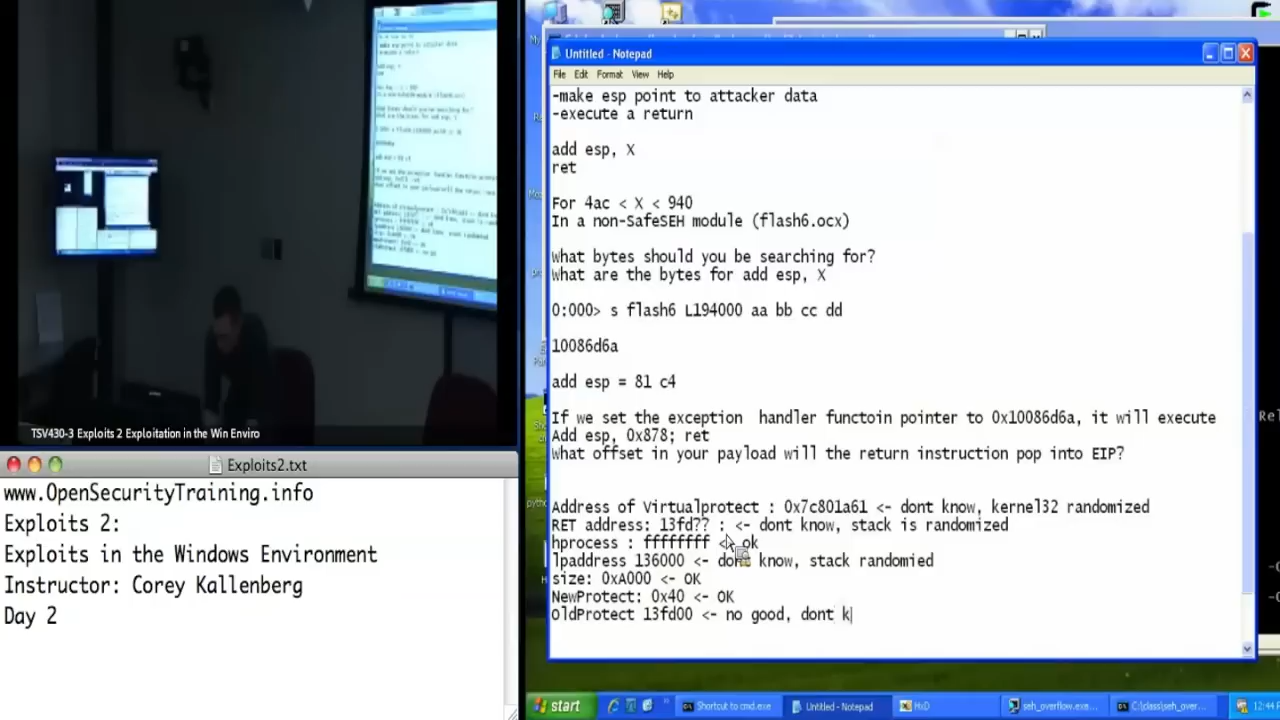 Untitled - Notepad
File Edit Format View Help
-make esp point to attacker data
-execute a return
add esp, X
ret
For 4ac < X < 940
In a non-SafeSEH module (flash6.ocx)
What bytes should you be searching for?
What are the bytes for add esp, X
0:000> s flash6 L194000 aa bb cc dd
10086d6a
add esp = 81 c4
If we set the exception handler functoin pointer to 0x10086d6a, it will execute
Add esp, 0x878; ret
What offset in your payload will the return instruction pop into EIP?
Address of Virtualprotect : 0x7c801a61 <- dont know, kernel32 randomized
RET address: 13fd?? : <- dont know, stack is randomized
hprocess : ffffffff <- ok
lpaddress 136000 <- dont know, stack randomied
size: 0xA000 <- OK
NewProtect: 0x40 <- OK
OldProtect 13fd00 <- no good, dont k
start Shortcut to cmd.exe Untitled - Notepad HxD seh_overflow.exe... C:\class\seh_over... 12:44
TSV430-3 Exploits 2 Exploitation in the Win Enviro
Exploits2.txt
www.OpenSecurityTraining.info
Exploits 2:
Exploits in the Windows Environment
Instructor: Corey Kallenberg
Day 2